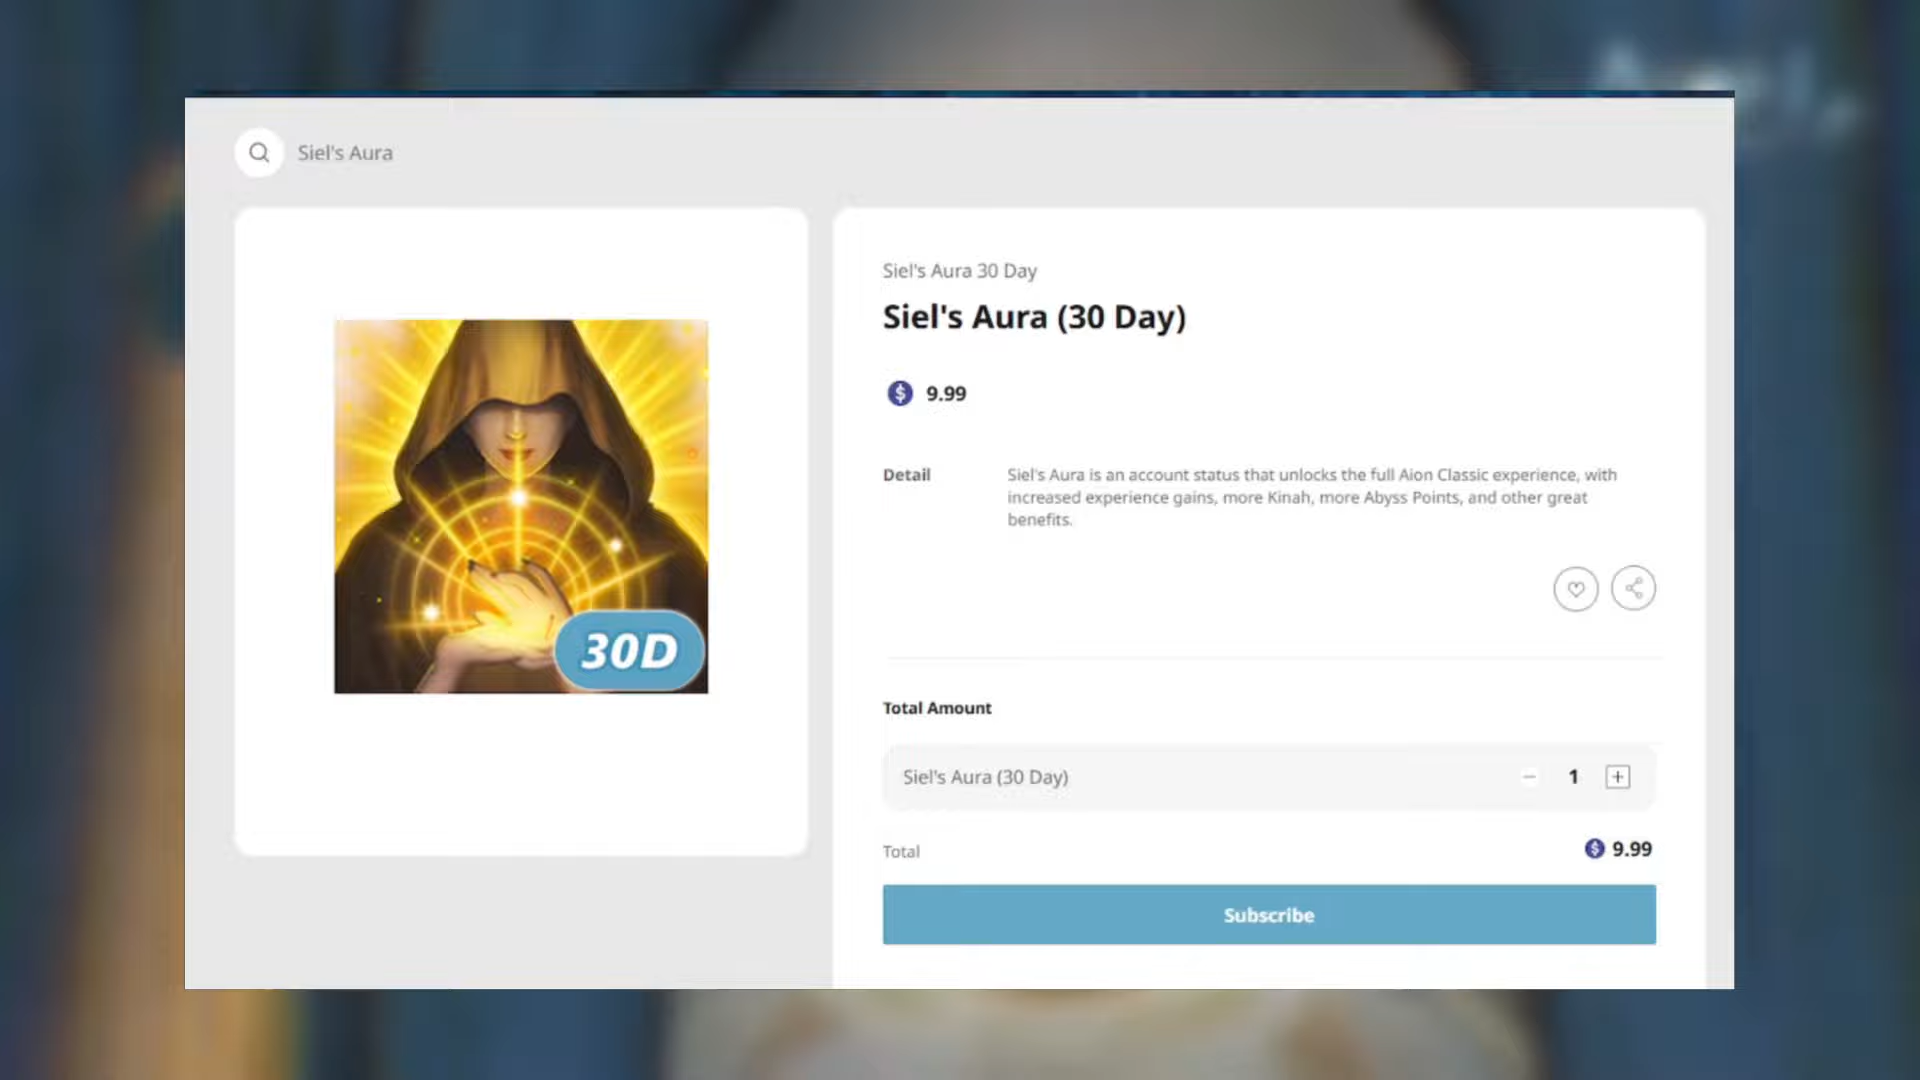 Siel's Aura
Siel's Aura 30 Day
Siel's Aura (30 Day)
$ 9.99
Detail
Siel's Aura is an account status that unlocks the full Aion Classic experience, with
increased experience gains, more Kinah, more Abyss Points, and other great
benefits.
30D
Total Amount
Siel's Aura (30 Day)
1
Total
$ 9.99
Subscribe